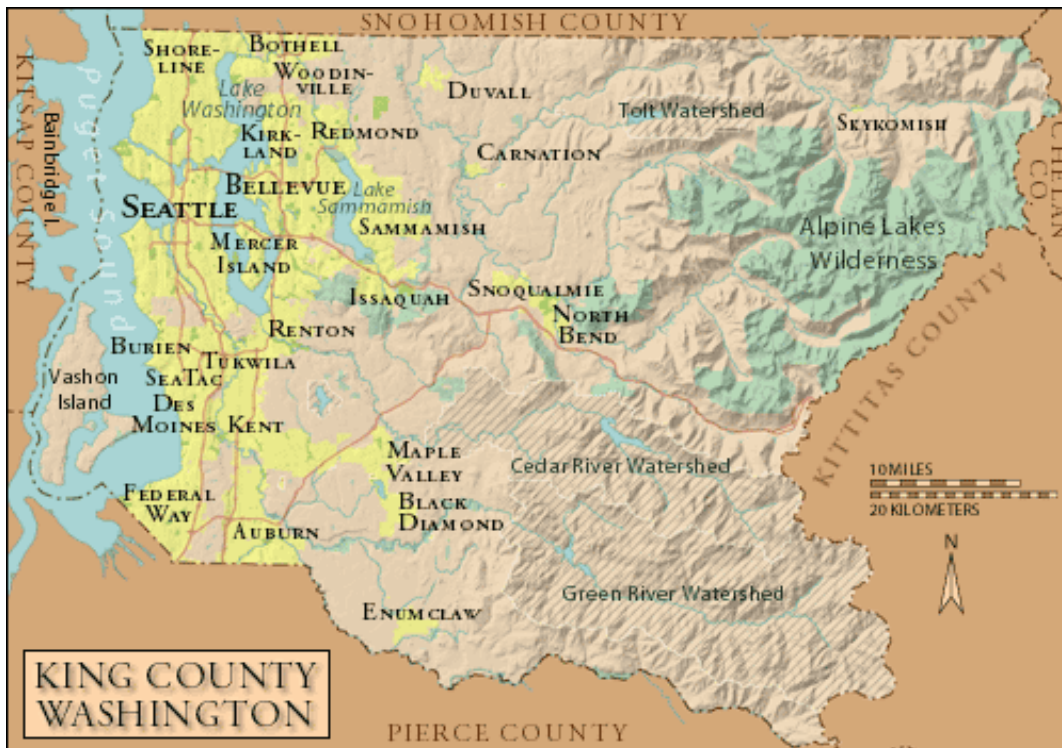 SNOHOMISH COUNTY
KITSAP COUNTY
Bainbridge I.
Puget Sound
SHORE-
LINE
BOTHELL
WOODIN-
VILLE
Lake
Washington
KIRK-
LAND
REDMOND
DUVALL
Tolt Watershed
SKYKOMISH
CHELAN
CO.
CARNATION
BELLEVUE
Lake
Sammamish
SEATTLE
SAMMAMISH
Alpine Lakes
Wilderness
MERCER
ISLAND
ISSAQUAH
SNOQUALMIE
NORTH
BEND
RENTON
BURIEN
TUKWILA
SEATAC
Vashon
Island
DES
MOINES
KENT
KITTITAS COUNTY
MAPLE
VALLEY
Cedar River Watershed
10 MILES
20 KILOMETERS
BLACK
DIAMOND
FEDERAL
WAY
AUBURN
N
Green River Watershed
ENUMCLAW
KING COUNTY
WASHINGTON
PIERCE COUNTY